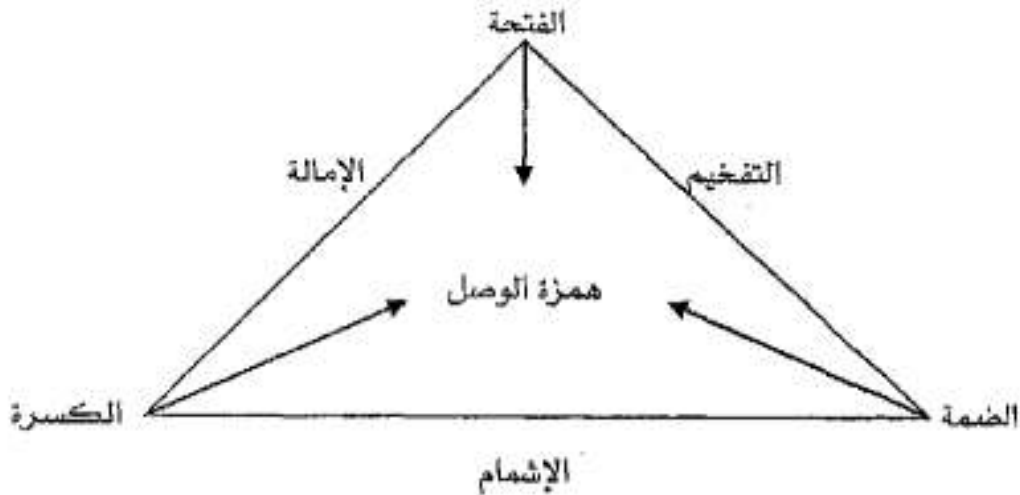 الفتحة
التفخيم
الإمالة
همزة الوصل
الضمة
الكسرة
الإشمام